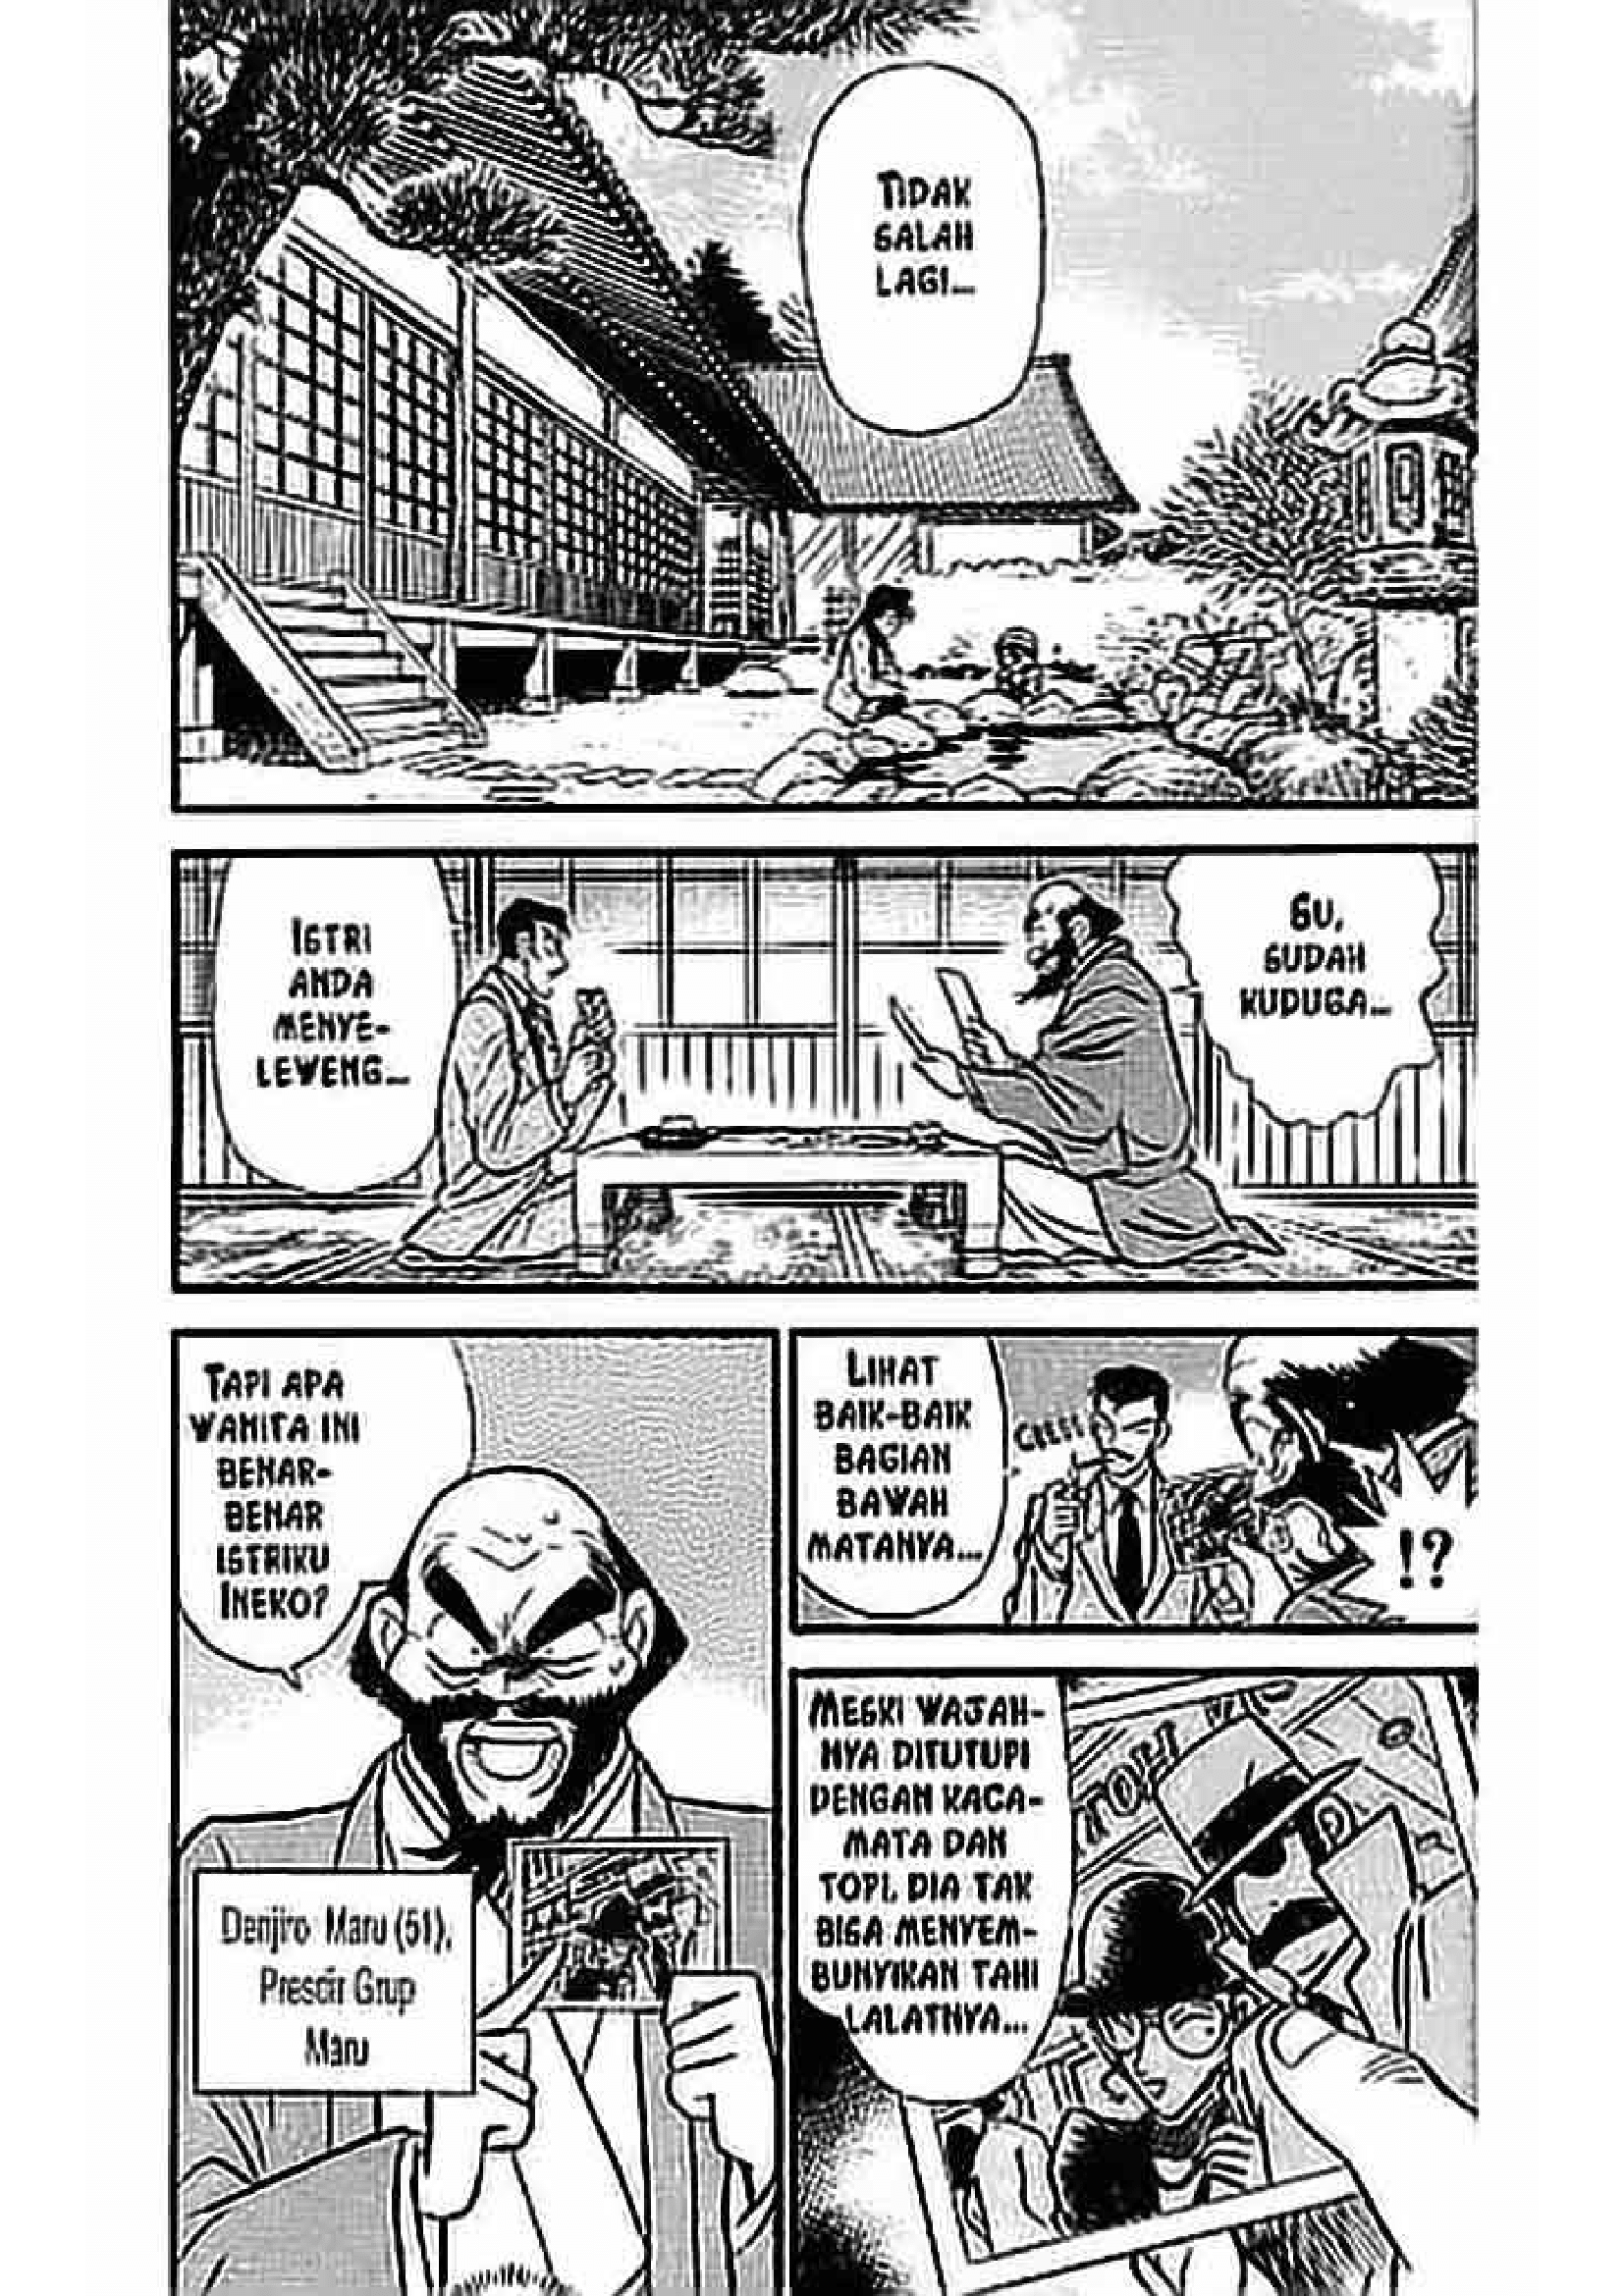 TIDAK
SALAH
LAGI...
SU,
SUDAH
KUDUGA...
ISTRI
ANDA
MENYE-
LEWENG...
LIHAT
BAIK-BAIK
BAGIAN
BAWAH
MATANYA...
!?
TAPI APA
WANITA INI
BENAR-
BENAR
ISTRIKU
INEKO?
Denjiro Maru (51),
Presdir Grup
Maru
MESKI WAJAH-
NYA DITUTUPI
DENGAN KACA-
MATA DAN
TOPI, DIA TAK
BISA MENYEM-
BUNYIKAN TAHI
LALATNYA...